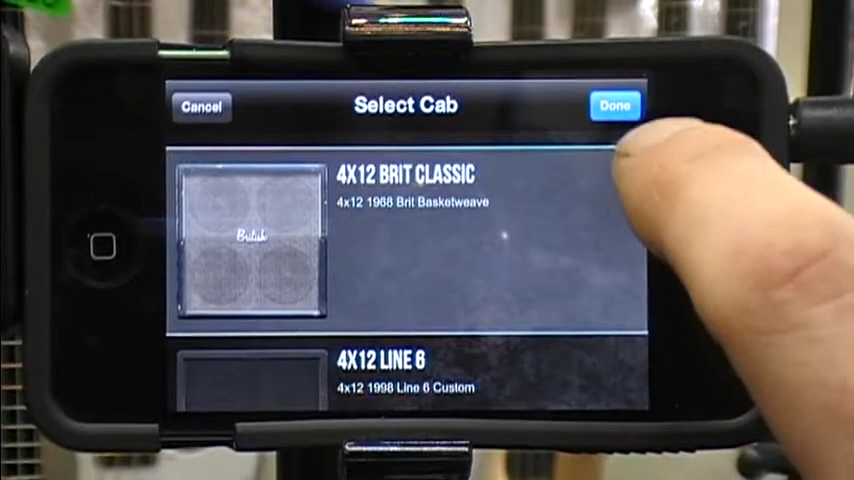 Cancel
Select Cab
Done
4X12 BRIT CLASSIC
4x12 1968 Brit Basketweave
British
4X12 LINE 6
4x12 1998 Line 6 Custom